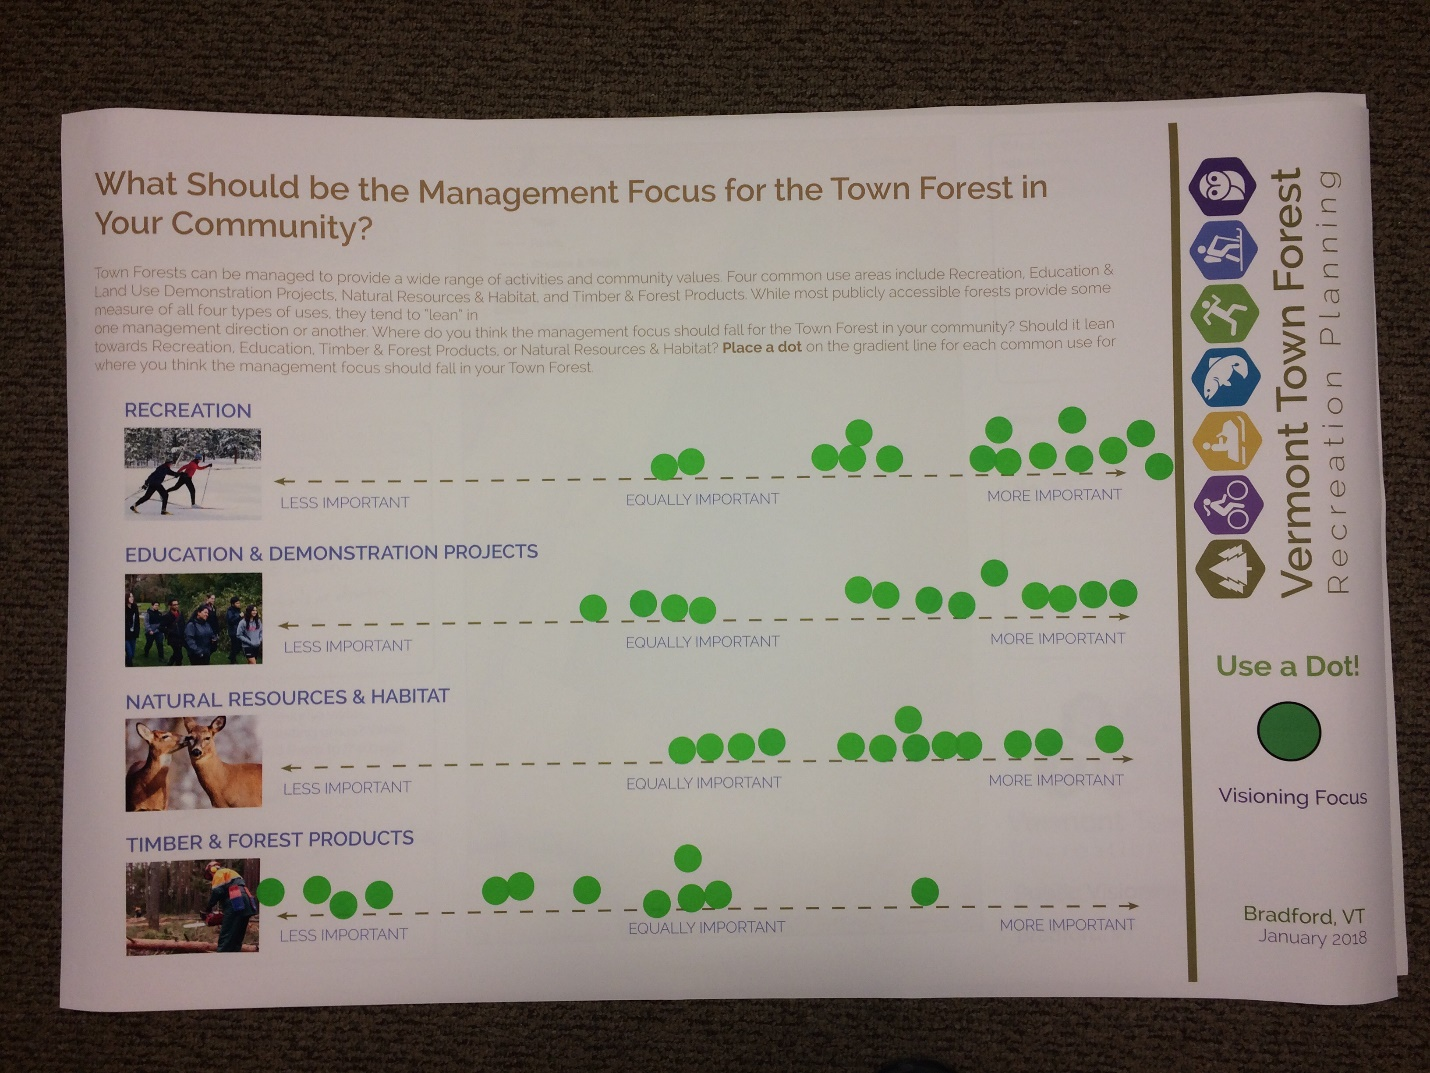 What Should be the Management Focus for the Town Forest in
Your Community?
Town Forests can be managed to provide a wide range of activities and community values. Four common use areas include Recreation, Education &
Land Use Demonstration Projects, Natural Resources & Habitat, and Timber & Forest Products. While most publicly accessible forests provide some
measure of all four types of uses, they tend to "lean" in
one management direction or another. Where do you think the management focus should fall for the Town Forest in your community? Should it lean
towards Recreation, Education, Timber & Forest Products, or Natural Resources & Habitat? Place a dot on the gradient line for each common use for
where you think the management focus should fall in your Town Forest.
RECREATION
LESS IMPORTANT
EQUALLY IMPORTANT
MORE IMPORTANT
EDUCATION & DEMONSTRATION PROJECTS
LESS IMPORTANT
EQUALLY IMPORTANT
MORE IMPORTANT
NATURAL RESOURCES & HABITAT
LESS IMPORTANT
EQUALLY IMPORTANT
MORE IMPORTANT
TIMBER & FOREST PRODUCTS
LESS IMPORTANT
EQUALLY IMPORTANT
MORE IMPORTANT
Vermont Town Forest
Recreation Planning
Use a Dot!
Visioning Focus
Bradford, VT
January 2018